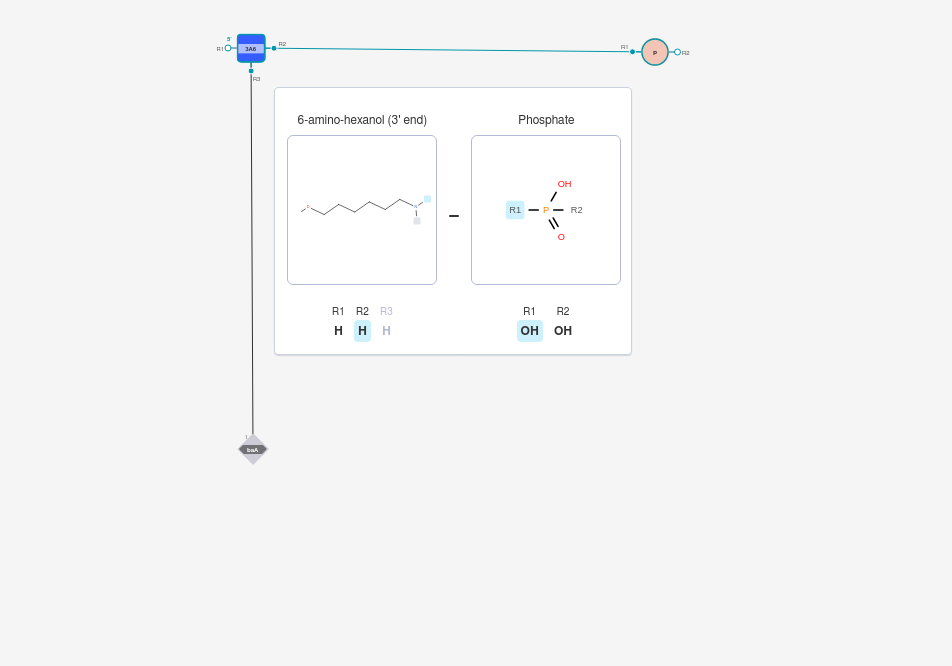 5'
R1 3A6 R2
R3
R1 P R2
6-amino-hexanol (3' end) Phosphate
OH
R1 P R2
O
R1 R2 R3 R1 R2
H H H OH OH
baA